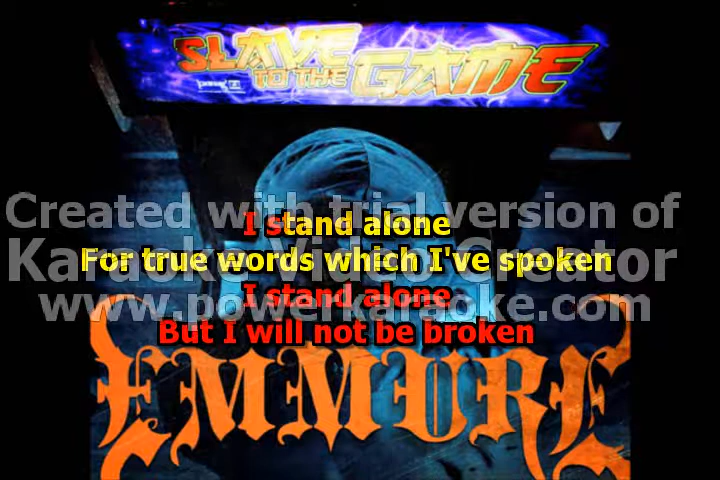 SLAVE
TO THE
GAME
Created with trial version of
I stand alone
For true words which I've spoken
Karaoke Video Creator
I stand alone
www.powerkaraoke.com
But I will not be broken
EMMURE